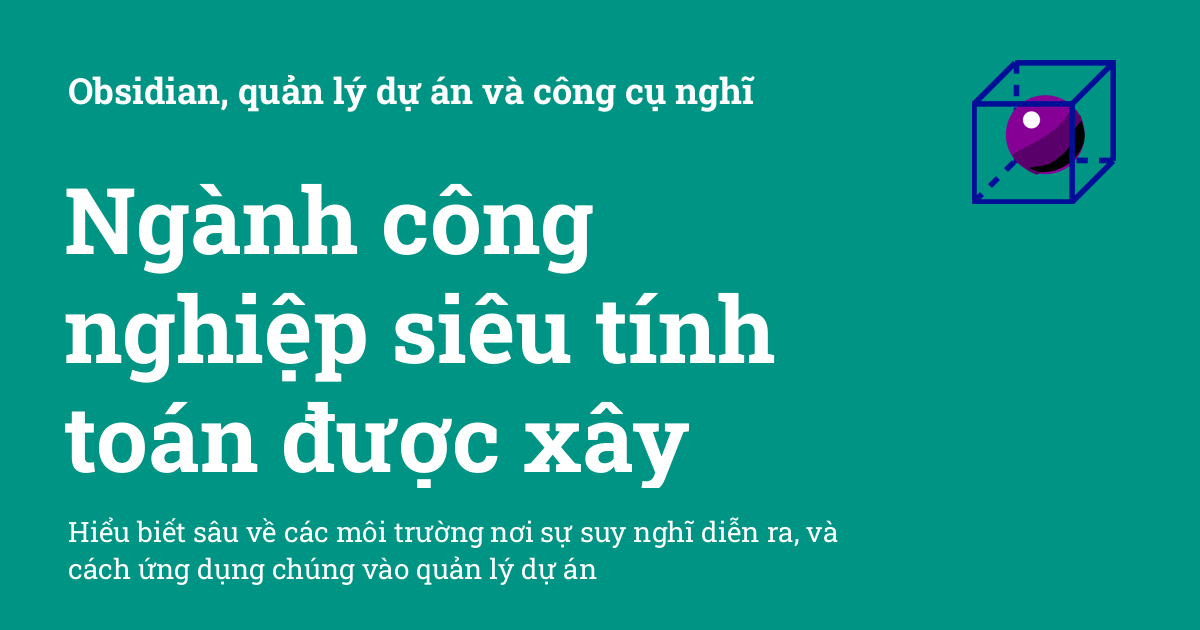 Obsidian, quản lý dự án và công cụ nghĩ
Ngành công
nghiệp siêu tính
toán được xây
Hiểu biết sâu về các môi trường nơi sự suy nghĩ diễn ra, và
cách ứng dụng chúng vào quản lý dự án